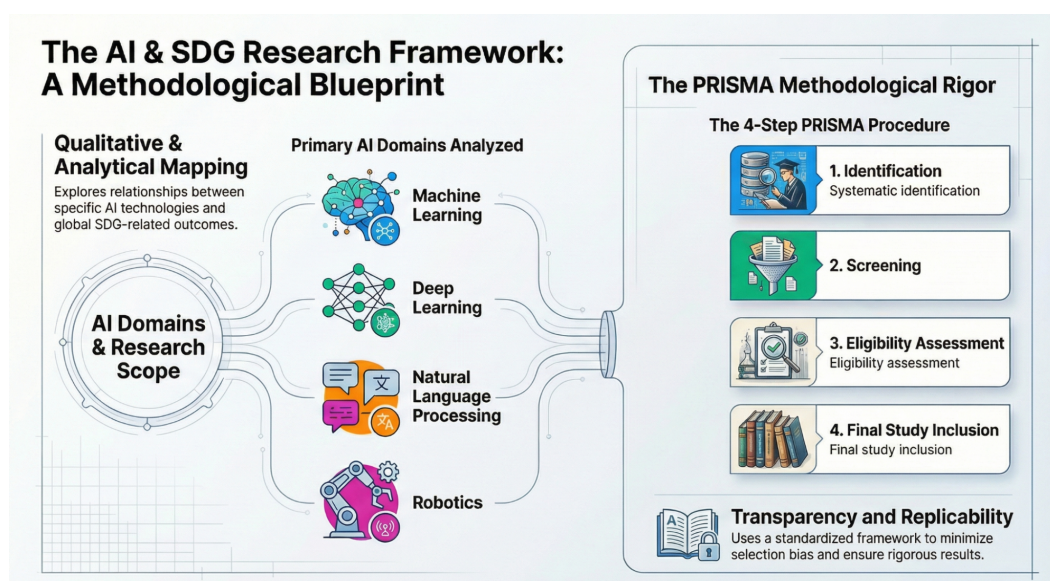 The AI & SDG Research Framework:
A Methodological Blueprint
Qualitative &
Analytical Mapping
Explores relationships between
specific AI technologies and
global SDG-related outcomes.
AI Domains
& Research
Scope
Primary AI Domains Analyzed
Machine
Learning
Deep
Learning
文
文A
Natural
Language
Processing
Robotics
The PRISMA Methodological Rigor
The 4-Step PRISMA Procedure
1. Identification
Systematic identification
2. Screening
3. Eligibility Assessment
Eligibility assessment
4. Final Study Inclusion
Final study inclusion
A
Transparency and Replicability
Uses a standardized framework to minimize
selection bias and ensure rigorous results.